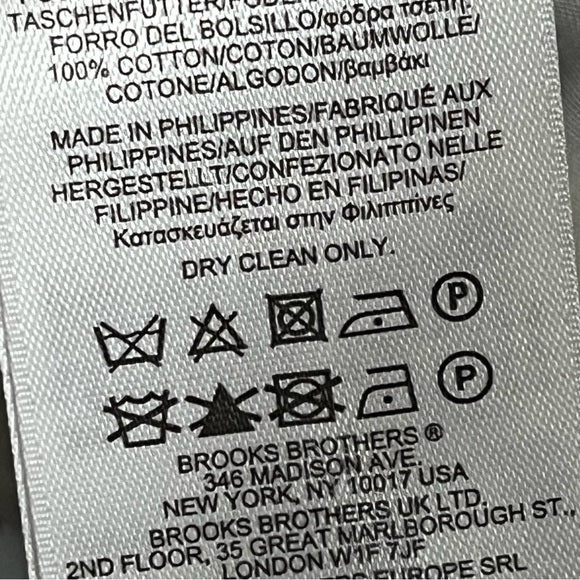 TASCHENFUTTER/
FORRO DEL BOLSILLO/φόδρα τσέπη:
100% COTTON/COTON/BAUMWOLLE/
COTONE/ALGODON/βαμβάκι
MADE IN PHILIPPINES/FABRIQUÉ AUX
PHILIPPINES/AUF DEN PHILLIPINEN
HERGESTELLT/CONFEZIONATO NELLE
FILIPPINE/HECHO EN FILIPINAS/
Κατασκευάζεται στην Φιλιππίνες
DRY CLEAN ONLY.
P
P
BROOKS BROTHERS ®
346 MADISON AVE.
NEW YORK, NY 10017 USA
BROOKS BROTHERS UK LTD.
2ND FLOOR, 35 GREAT MARLBOROUGH ST.,
LONDON W1F 7JF
EUROPE SRL